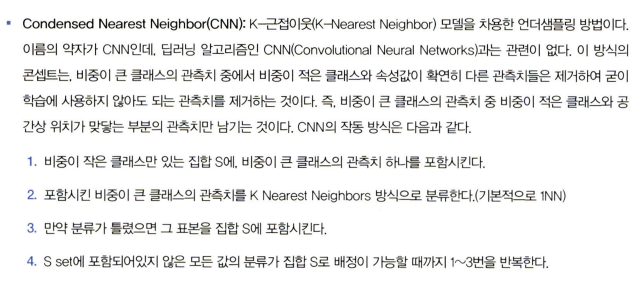 ▪ Condensed Nearest Neighbor(CNN): K-근접이웃(K-Nearest Neighbor) 모델을 차용한 언더샘플링 방법이다.
이름의 약자가 CNN인데, 딥러닝 알고리즘인 CNN(Convolutional Neural Networks)과는 관련이 없다. 이 방식의
콘셉트는, 비중이 큰 클래스의 관측치 중에서 비중이 적은 클래스와 속성값이 확연히 다른 관측치들은 제거하여 굳이
학습에 사용하지 않아도 되는 관측치를 제거하는 것이다. 즉, 비중이 큰 클래스의 관측치 중 비중이 적은 클래스와 공
간상 위치가 맞닿는 부분의 관측치만 남기는 것이다. CNN의 작동 방식은 다음과 같다.
1. 비중이 작은 클래스만 있는 집합 S에, 비중이 큰 클래스의 관측치 하나를 포함시킨다.
2. 포함시킨 비중이 큰 클래스의 관측치를 K Nearest Neighbors 방식으로 분류한다.(기본적으로 1NN)
3. 만약 분류가 틀렸으면 그 표본을 집합 S에 포함시킨다.
4. S set에 포함되어있지 않은 모든 값의 분류가 집합 S로 배정이 가능할 때까지 1~3번을 반복한다.